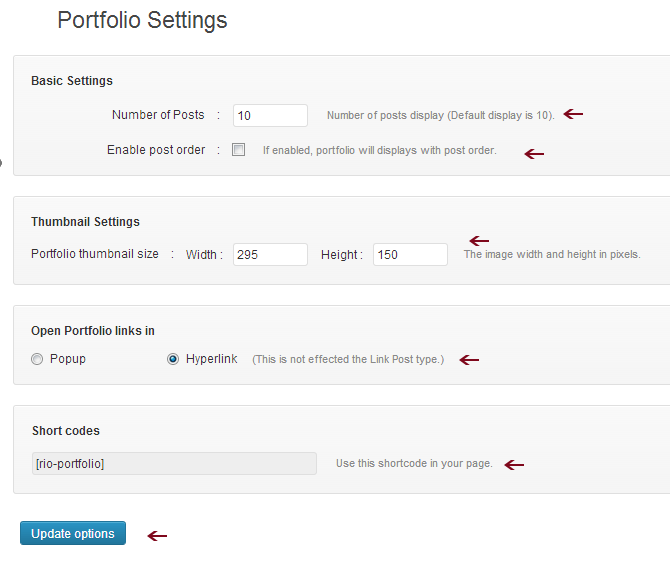 Portfolio Settings
Basic Settings
Number of Posts : 10 Number of posts display (Default display is 10).
Enable post order : If enabled, portfolio will displays with post order.
Thumbnail Settings
Portfolio thumbnail size : Width : 295 Height : 150 The image width and height in pixels.
Open Portfolio links in
Popup Hyperlink (This is not effected the Link Post type.)
Short codes
[rio-portfolio] Use this shortcode in your page.
Update options